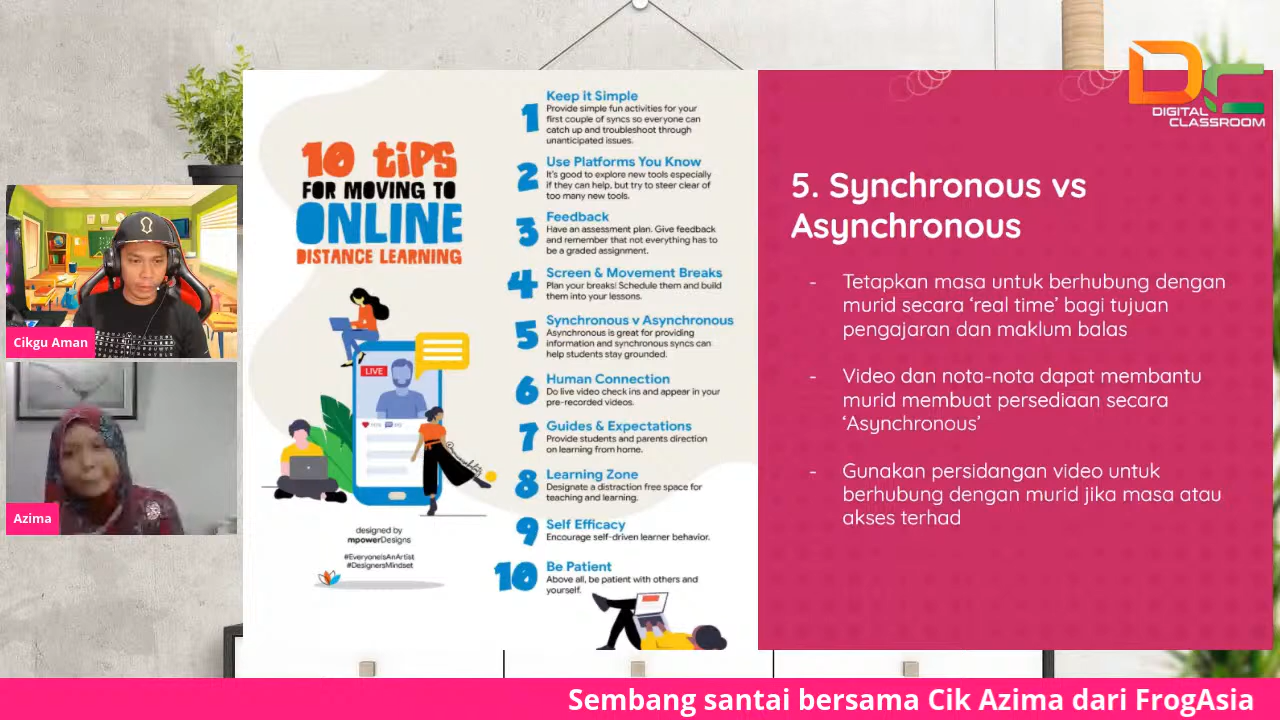 DIGITAL
CLASSROOM
Cikgu Aman
Azima
10 tips
FOR MOVING TO
ONLINE
DISTANCE LEARNING
LIVE
designed by
mpowerDesigns
#EveryoneIsAnArtist
#DesignersMindset
1 Keep it Simple
Provide simple fun activities for your
first couple of syncs so everyone can
catch up and troubleshoot through
unanticipated issues.
2 Use Platforms You Know
It's good to explore new tools especially
if they can help, but try to steer clear of
too many new tools.
3 Feedback
Have an assessment plan. Give feedback
and remember that not everything has to
be a graded assignment.
4 Screen & Movement Breaks
Plan your breaks! Schedule them and build
them into your lessons.
5 Synchronous v Asynchronous
Asynchronous is great for providing
information and synchronous syncs can
help students stay grounded.
6 Human Connection
Do live video check ins and appear in your
pre-recorded videos.
7 Guides & Expectations
Provide students and parents direction
on learning from home.
8 Learning Zone
Designate a distraction free space for
teaching and learning.
9 Self Efficacy
Encourage self-driven learner behavior.
10 Be Patient
Above all, be patient with others and
yourself.
5. Synchronous vs
Asynchronous
- Tetapkan masa untuk berhubung dengan
murid secara ‘real time’ bagi tujuan
pengajaran dan maklum balas
- Video dan nota-nota dapat membantu
murid membuat persediaan secara
‘Asynchronous’
- Gunakan persidangan video untuk
berhubung dengan murid jika masa atau
akses terhad
Sembang santai bersama Cik Azima dari FrogAsia